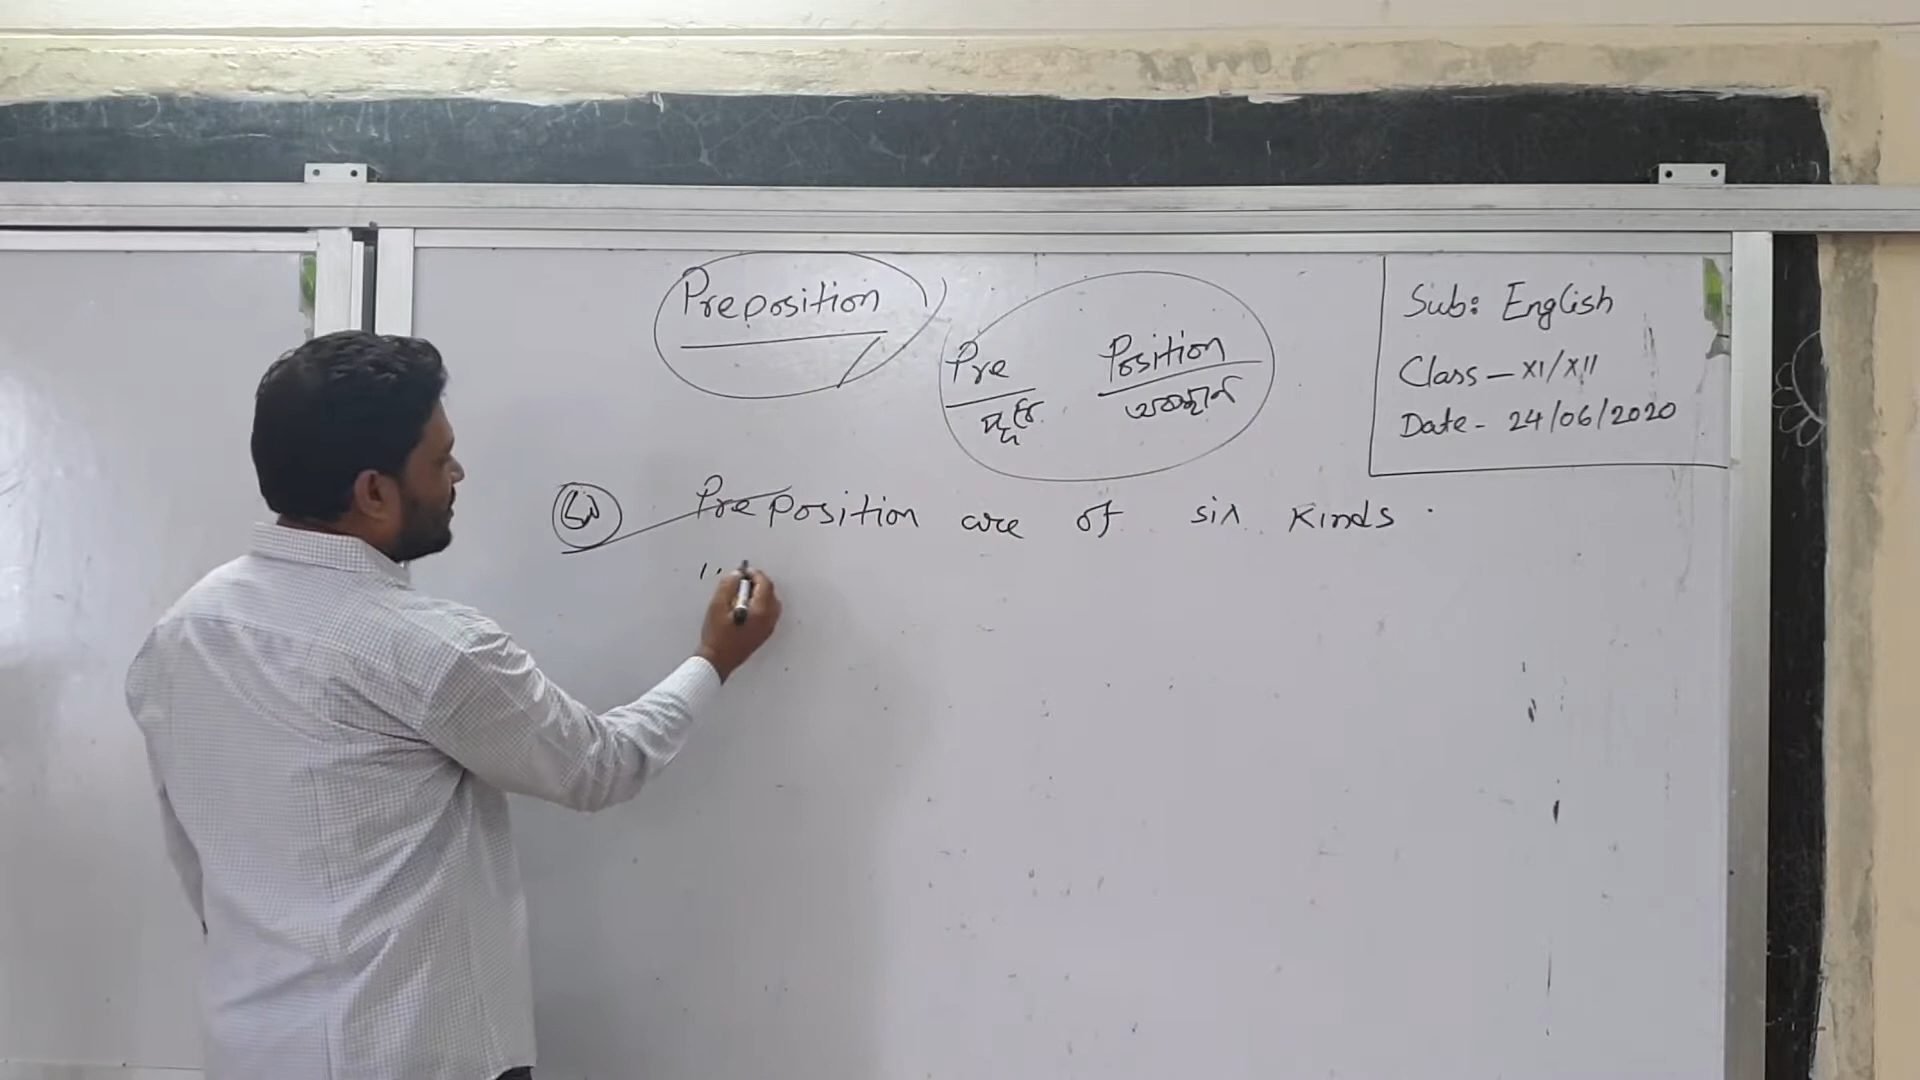 Preposition
Pre Position
পূর্বে অবস্থান
Sub: English
Class - XI/XII
Date - 24/06/2020
Preposition are of six kinds.